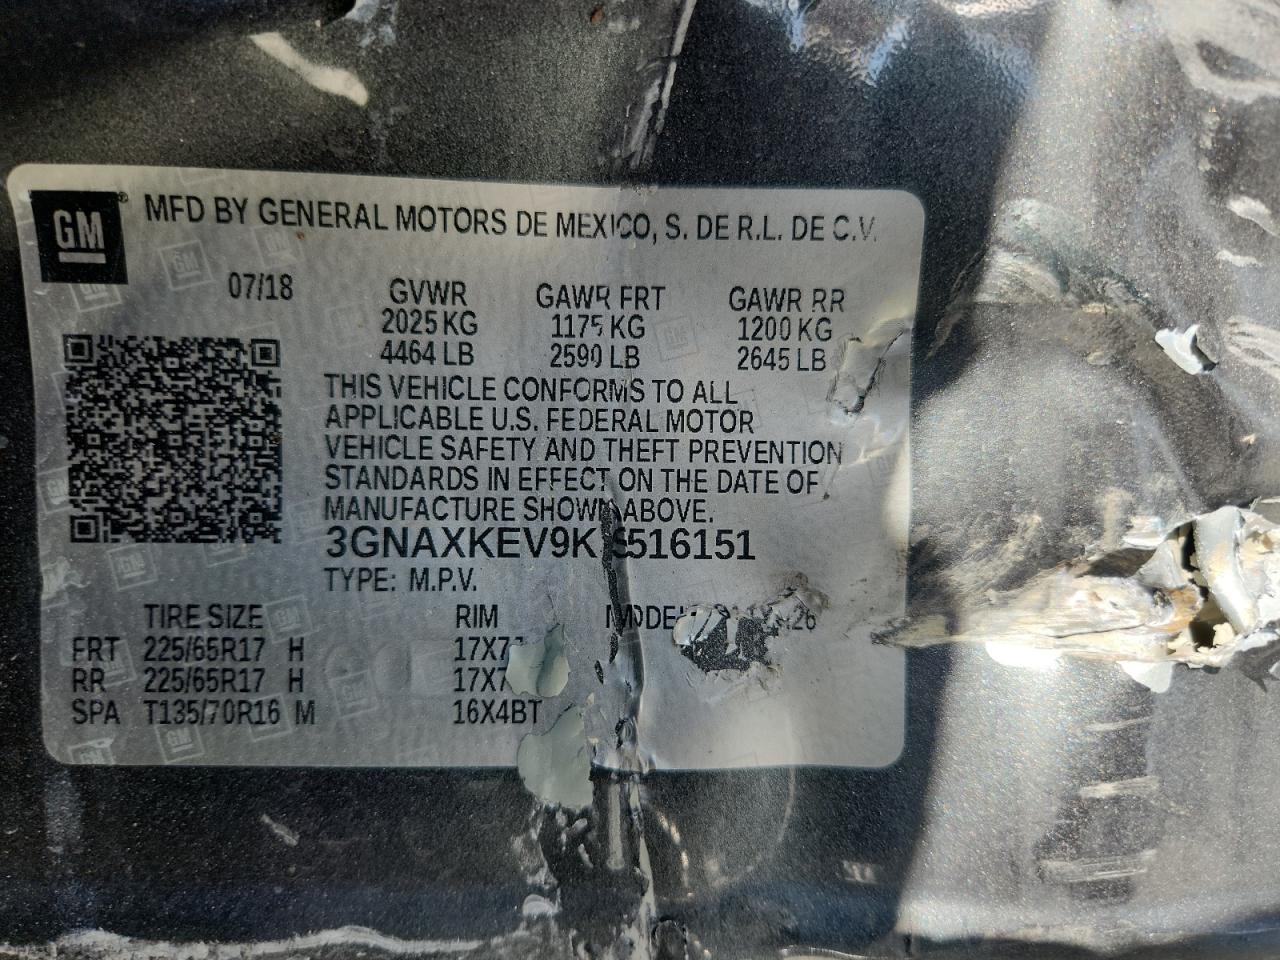 GM
MFD BY GENERAL MOTORS DE MEXICO, S. DE R.L. DE C.V.
07/18 GVWR GAWR FRT GAWR RR
2025 KG 1175 KG 1200 KG
4464 LB 2590 LB 2645 LB
THIS VEHICLE CONFORMS TO ALL
APPLICABLE U.S. FEDERAL MOTOR
VEHICLE SAFETY AND THEFT PREVENTION
STANDARDS IN EFFECT ON THE DATE OF
MANUFACTURE SHOWN ABOVE.
3GNAXKEV9KS516151
TYPE: M.P.V.
TIRE SIZE RIM MODEL:
FRT 225/65R17 H
RR 225/65R17 H
SPA T135/70R16 M 16X4BT